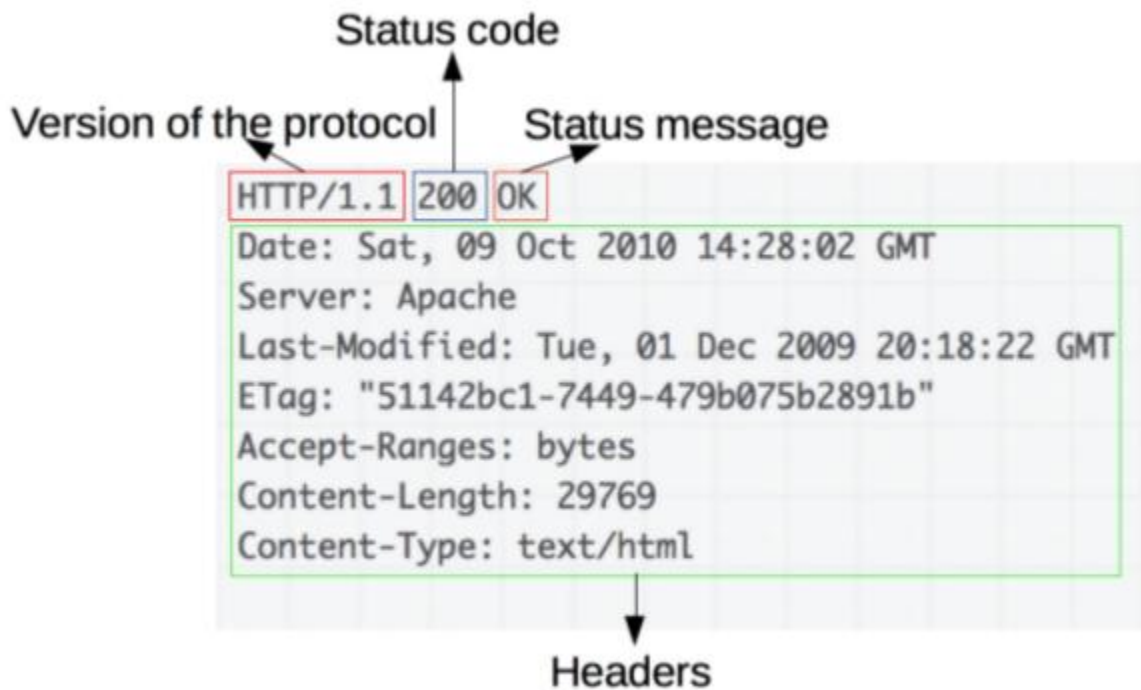 Status code
Version of the protocol Status message
HTTP/1.1 200 OK
Date: Sat, 09 Oct 2010 14:28:02 GMT
Server: Apache
Last-Modified: Tue, 01 Dec 2009 20:18:22 GMT
ETag: "51142bc1-7449-479b075b2891b"
Accept-Ranges: bytes
Content-Length: 29769
Content-Type: text/html
Headers